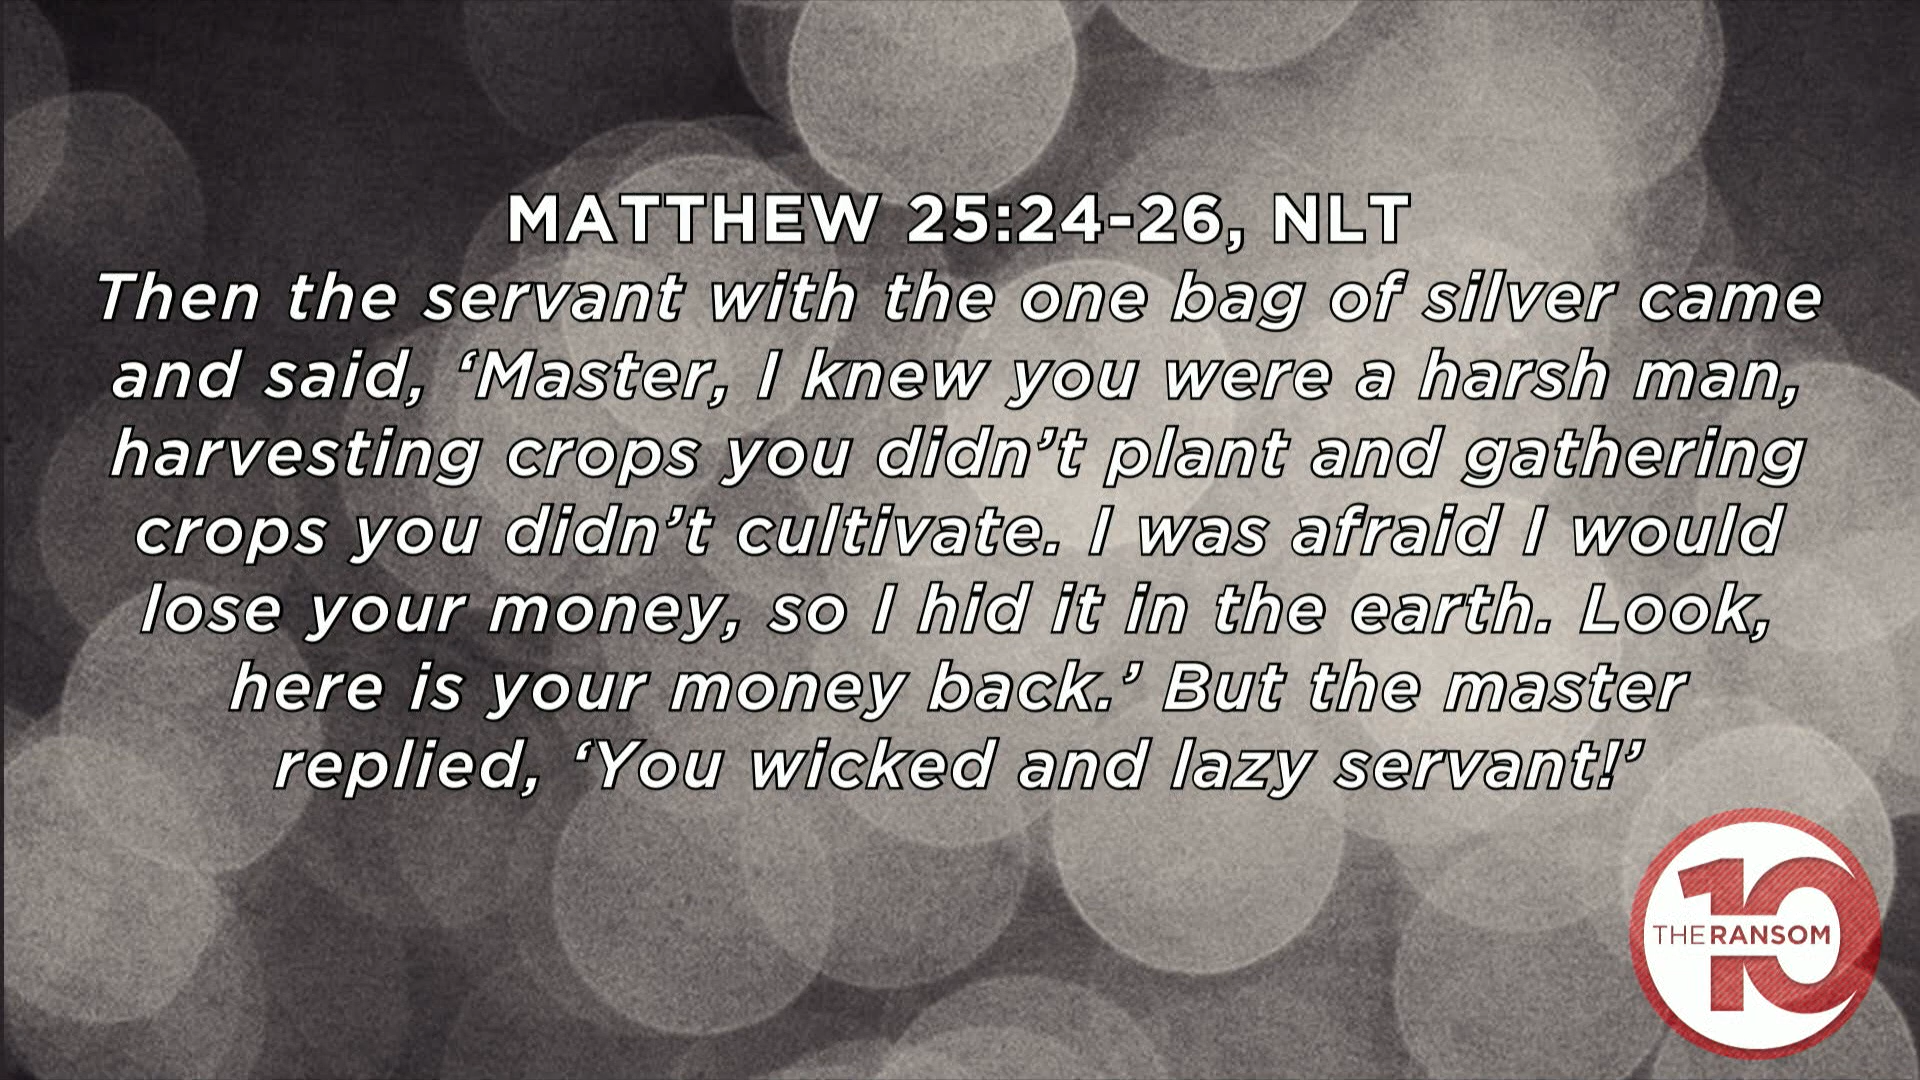 MATTHEW 25:24-26, NLT
Then the servant with the one bag of silver came
and said, ‘Master, I knew you were a harsh man,
harvesting crops you didn’t plant and gathering
crops you didn’t cultivate. I was afraid I would
lose your money, so I hid it in the earth. Look,
here is your money back.’ But the master
replied, ‘You wicked and lazy servant!’
10
THERANSOM